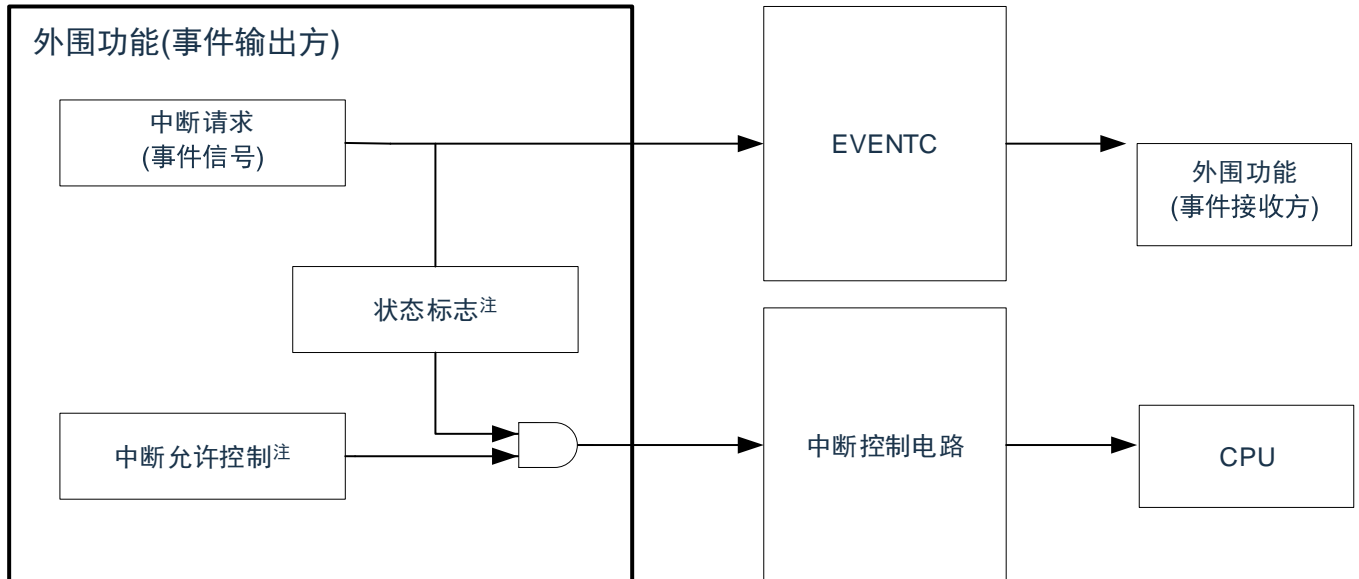 外围功能(事件输出方)
中断请求
(事件信号)
EVENTC
外围功能
(事件接收方)
状态标志注
中断允许控制注
中断控制电路
CPU